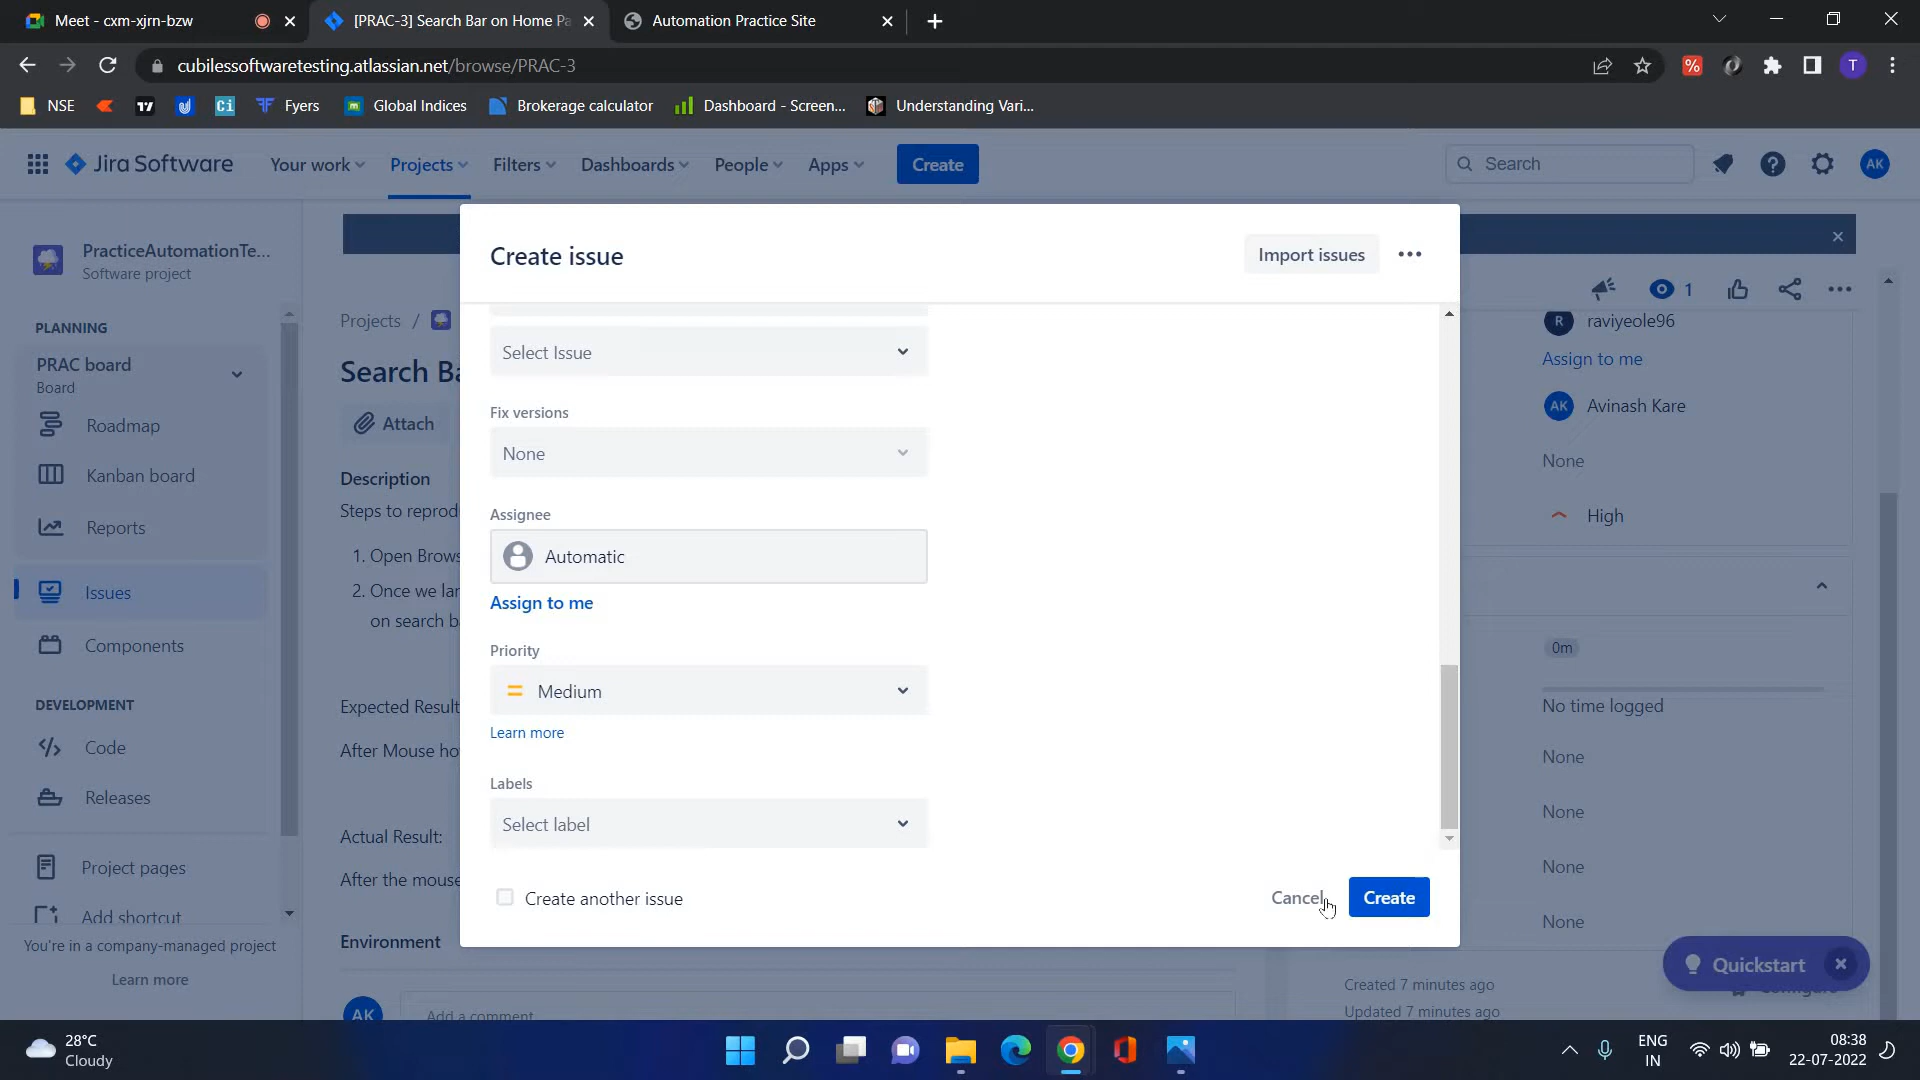 Meet - cxm-xjrn-bzw
[PRAC-3] Search Bar on Home Pa
Automation Practice Site
cubilessoftwaretesting.atlassian.net/browse/PRAC-3
T
NSE
Ci
Fyers
Global Indices
Brokerage calculator
Dashboard - Screen...
Understanding Vari...
Jira Software
Your work
Projects
Filters
Dashboards
People
Apps
Create
Search
AK
PracticeAutomationTe...
Software project
PLANNING
PRAC board
Board
Roadmap
Kanban board
Reports
Issues
Components
DEVELOPMENT
Code
Releases
Project pages
Add shortcut
You're in a company-managed project
Learn more
Projects /
Search Ba
Attach
Description
Steps to reprod
1. Open Brows
2. Once we lan
on search ba
Expected Result
After Mouse ho
Actual Result:
After the mouse
Environment
AK
Add a comment
Create issue
Import issues
Select Issue
Fix versions
None
Assignee
Automatic
Assign to me
Priority
Medium
Learn more
Labels
Select label
Create another issue
Cancel
Create
1
R
raviyeole96
Assign to me
AK
Avinash Kare
None
High
0m
No time logged
None
None
None
None
Quickstart
Created 7 minutes ago
Updated 7 minutes ago
28°C
Cloudy
ENG
IN
08:38
22-07-2022